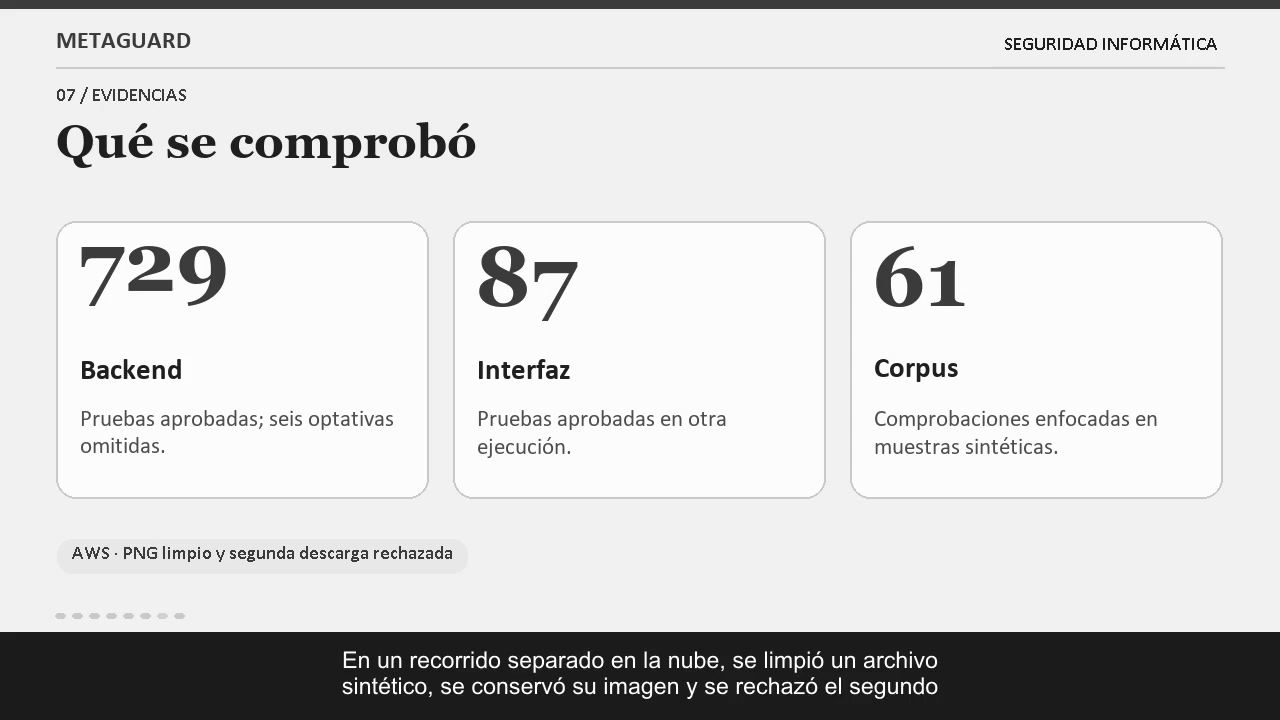 METAGUARD
SEGURIDAD INFORMÁTICA
07 / EVIDENCIAS
Qué se comprobó
729
Backend
Pruebas aprobadas; seis optativas
omitidas.
87
Interfaz
Pruebas aprobadas en otra
ejecución.
61
Corpus
Comprobaciones enfocadas en
muestras sintéticas.
AWS · PNG limpio y segunda descarga rechazada
En un recorrido separado en la nube, se limpió un archivo
sintético, se conservó su imagen y se rechazó el segundo